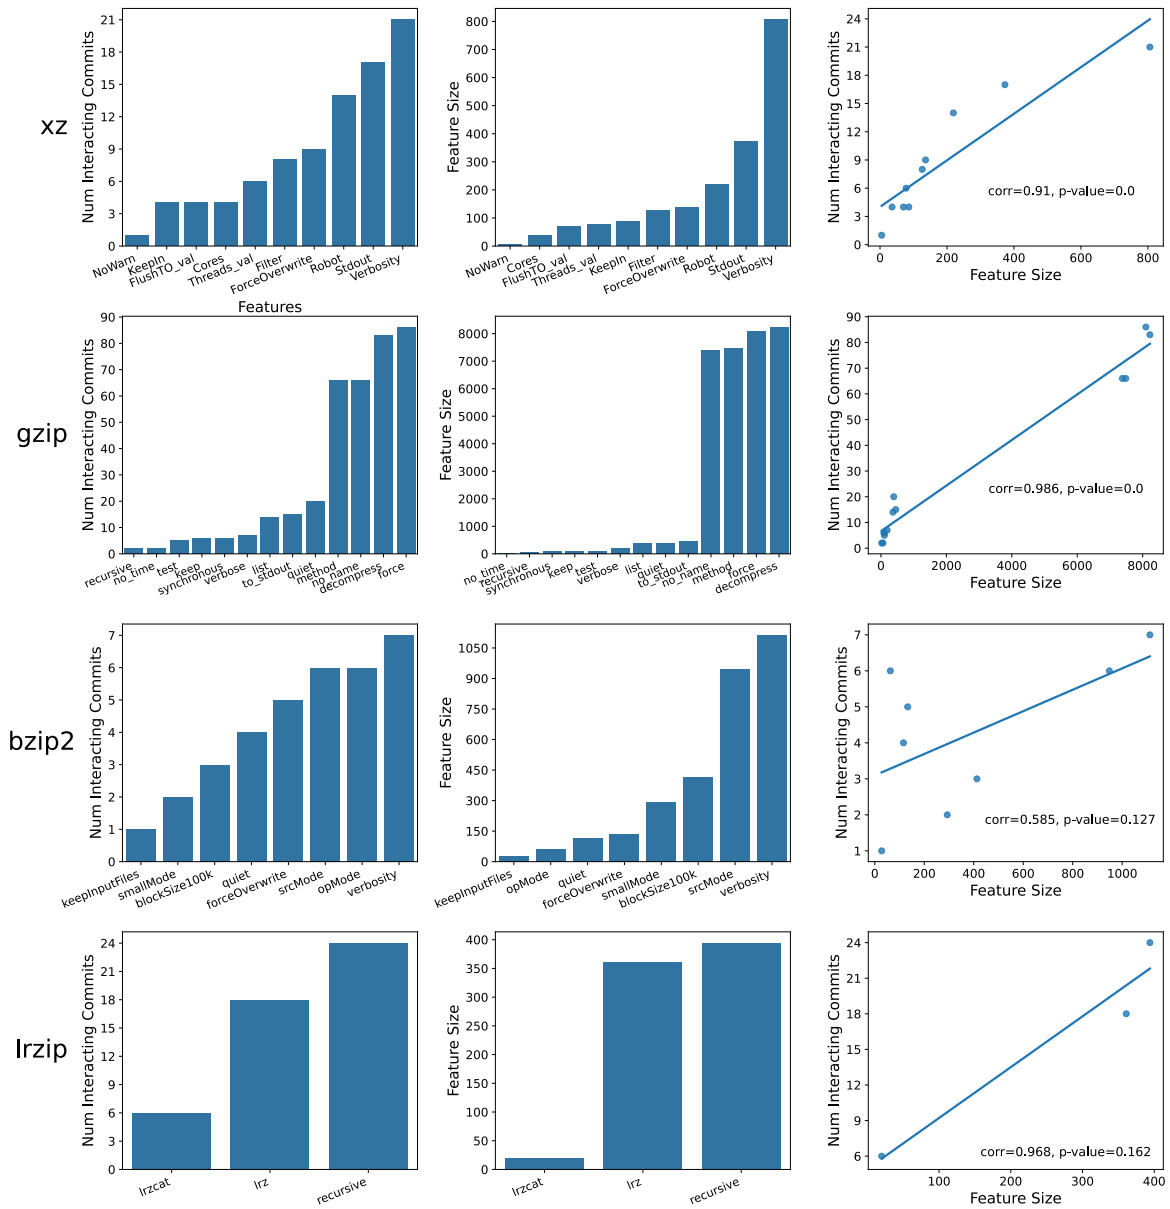 xz
Num Interacting Commits
21
18
15
12
9
6
3
0
NoWarn
KeepIn
FlushTO_val
Cores
Threads_val
Filter
ForceOverwrite
Robot
Stdout
Verbosity
Features
Feature Size
800
700
600
500
400
300
200
100
0
NoWarn
Cores
FlushTO_val
Threads_val
KeepIn
Filter
ForceOverwrite
Robot
Stdout
Verbosity
Num Interacting Commits
24
21
18
15
12
9
6
3
0
corr=0.91, p-value=0.0
0 200 400 600 800
Feature Size
gzip
Num Interacting Commits
90
80
70
60
50
40
30
20
10
0
recursive
no_time
test
keep
synchronous
verbose
list
to_stdout
quiet
method
no_name
decompress
force
Feature Size
8000
7000
6000
5000
4000
3000
2000
1000
0
no_time
recursive
synchronous
keep
test
verbose
list
quiet
to_stdout
no_name
method
force
decompress
Num Interacting Commits
90
80
70
60
50
40
30
20
10
0
corr=0.986, p-value=0.0
0 2000 4000 6000 8000
Feature Size
bzip2
Num Interacting Commits
7
6
5
4
3
2
1
0
keepInputFiles
smallMode
blockSize100k
quiet
forceOverwrite
srcMode
opMode
verbosity
Feature Size
1050
900
750
600
450
300
150
0
keepInputFiles
opMode
quiet
forceOverwrite
smallMode
blockSize100k
srcMode
verbosity
Num Interacting Commits
7
6
5
4
3
2
1
corr=0.585, p-value=0.127
0 200 400 600 800 1000
Feature Size
lrzip
Num Interacting Commits
24
21
18
15
12
9
6
3
0
lrzcat
lrz
recursive
Feature Size
400
350
300
250
200
150
100
50
0
lrzcat
lrz
recursive
Num Interacting Commits
24
21
18
15
12
9
6
corr=0.968, p-value=0.162
100 200 300 400
Feature Size